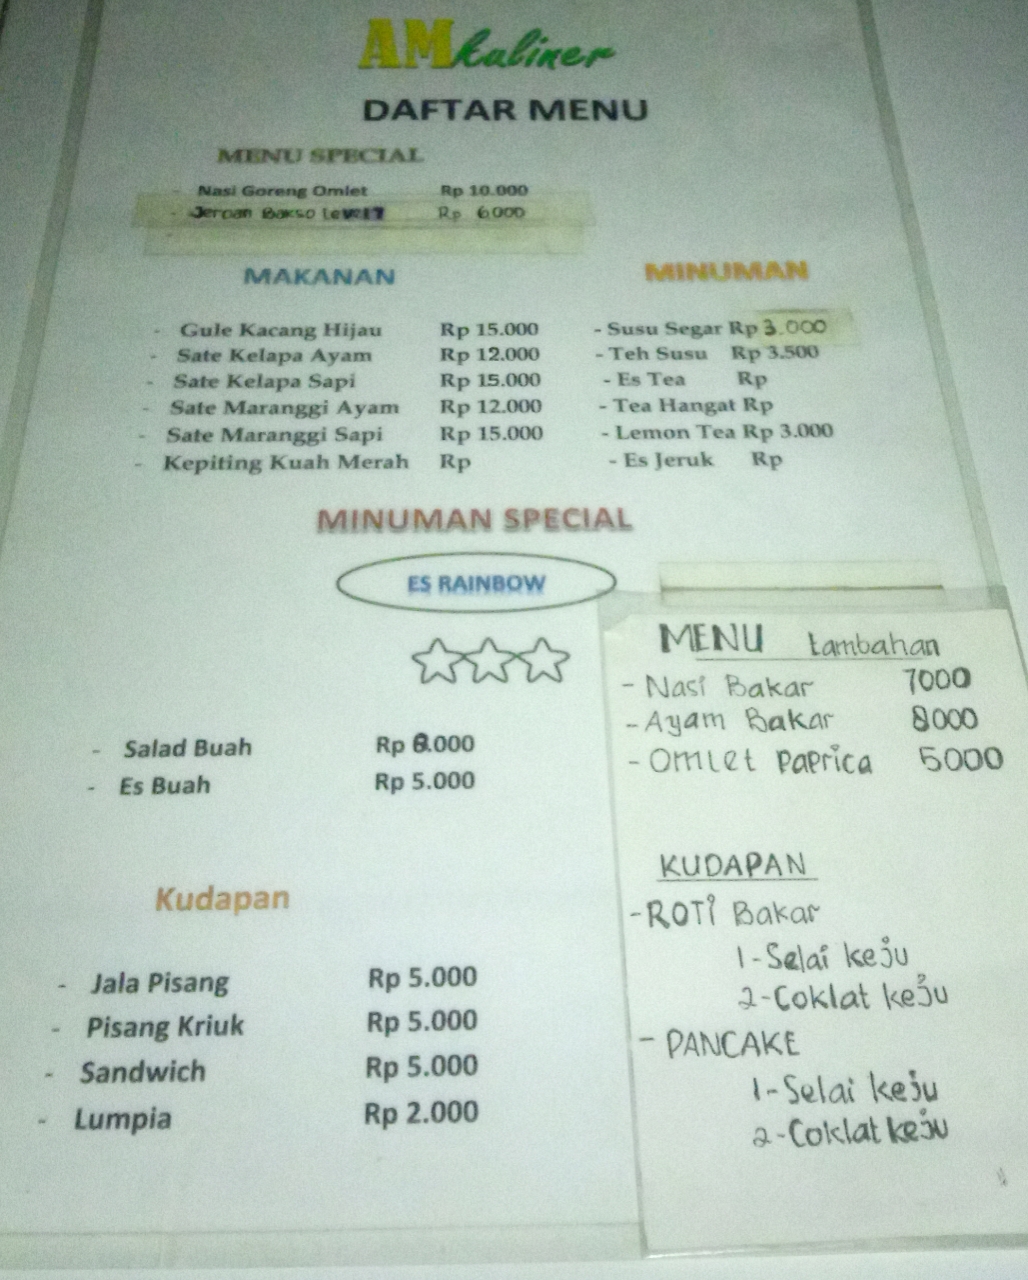 AMkuliner
DAFTAR MENU
MENU SPECIAL
- Nasi Goreng Omlet Rp 10.000
- Jeroan Bakso Level 7 Rp 6000
MAKANAN
- Gule Kacang Hijau Rp 15.000
- Sate Kelapa Ayam Rp 12.000
- Sate Kelapa Sapi Rp 15.000
- Sate Maranggi Ayam Rp 12.000
- Sate Maranggi Sapi Rp 15.000
- Kepiting Kuah Merah Rp
MINUMAN
- Susu Segar Rp 3.000
- Teh Susu Rp 3.500
- Es Tea Rp
- Tea Hangat Rp
- Lemon Tea Rp 3.000
- Es Jeruk Rp
MINUMAN SPECIAL
ES RAINBOW
- Salad Buah Rp 8.000
- Es Buah Rp 5.000
Kudapan
- Jala Pisang Rp 5.000
- Pisang Kriuk Rp 5.000
- Sandwich Rp 5.000
- Lumpia Rp 2.000
MENU tambahan
- Nasi Bakar 7000
- Ayam Bakar 8000
- Omlet Paprica 5000
KUDAPAN
- ROTi Bakar
1 - Selai keju
2 - Coklat keju
- PANCAKE
1 - Selai keju
2 - Coklat keju